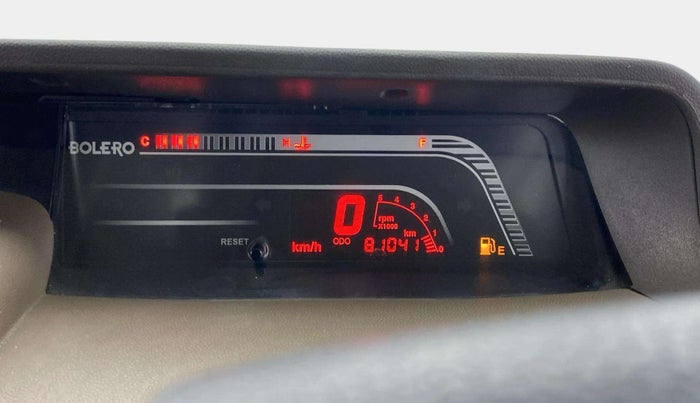 BOLERO C H F
0 5 4 3 2 1 0
rpm
x1000
RESET km/h ODO 81041 km E